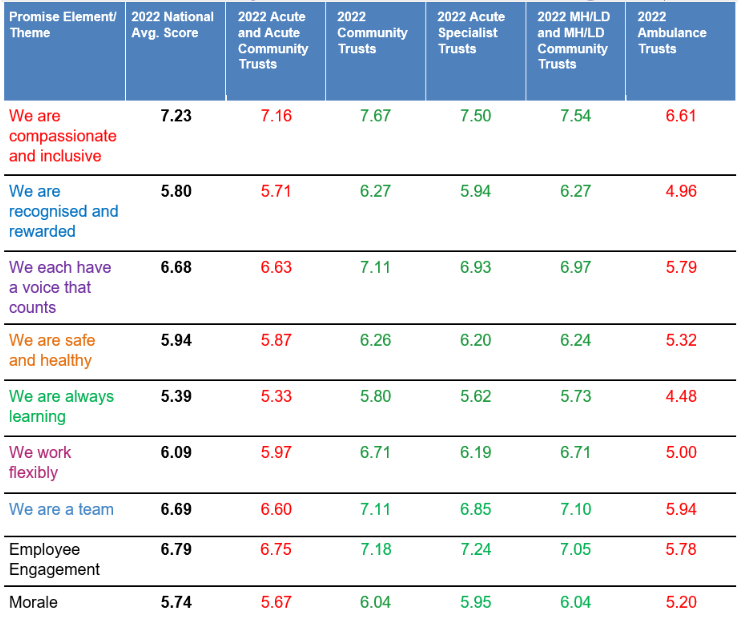 Promise Element/ Theme | 2022 National Avg. Score | 2022 Acute and Acute Community Trusts | 2022 Community Trusts | 2022 Acute Specialist Trusts | 2022 MH/LD and MH/LD Community Trusts | 2022 Ambulance Trusts
We are compassionate and inclusive | 7.23 | 7.16 | 7.67 | 7.50 | 7.54 | 6.61
We are recognised and rewarded | 5.80 | 5.71 | 6.27 | 5.94 | 6.27 | 4.96
We each have a voice that counts | 6.68 | 6.63 | 7.11 | 6.93 | 6.97 | 5.79
We are safe and healthy | 5.94 | 5.87 | 6.26 | 6.20 | 6.24 | 5.32
We are always learning | 5.39 | 5.33 | 5.80 | 5.62 | 5.73 | 4.48
We work flexibly | 6.09 | 5.97 | 6.71 | 6.19 | 6.71 | 5.00
We are a team | 6.69 | 6.60 | 7.11 | 6.85 | 7.10 | 5.94
Employee Engagement | 6.79 | 6.75 | 7.18 | 7.24 | 7.05 | 5.78
Morale | 5.74 | 5.67 | 6.04 | 5.95 | 6.04 | 5.20